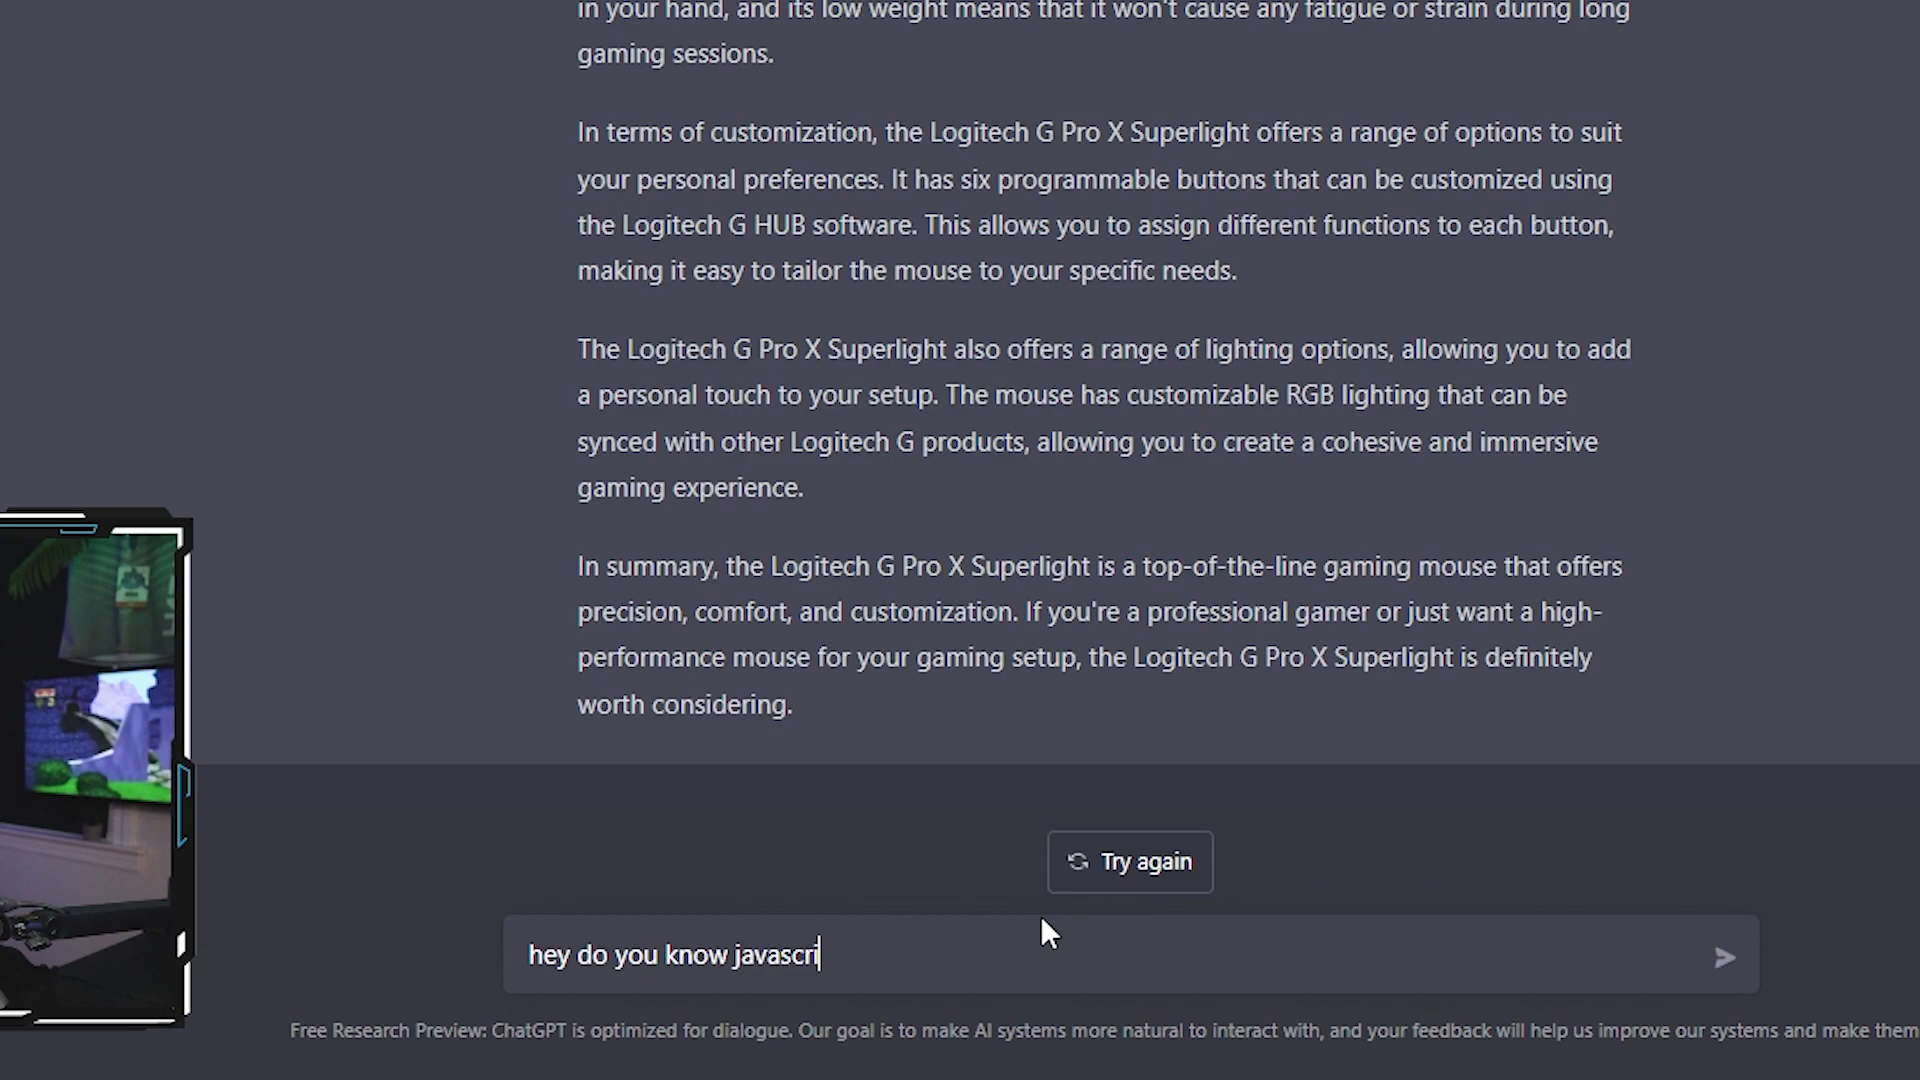 in your hand, and its low weight means that it won't cause any fatigue or strain during long
gaming sessions.
In terms of customization, the Logitech G Pro X Superlight offers a range of options to suit
your personal preferences. It has six programmable buttons that can be customized using
the Logitech G HUB software. This allows you to assign different functions to each button,
making it easy to tailor the mouse to your specific needs.
The Logitech G Pro X Superlight also offers a range of lighting options, allowing you to add
a personal touch to your setup. The mouse has customizable RGB lighting that can be
synced with other Logitech G products, allowing you to create a cohesive and immersive
gaming experience.
In summary, the Logitech G Pro X Superlight is a top-of-the-line gaming mouse that offers
precision, comfort, and customization. If you're a professional gamer or just want a high-
performance mouse for your gaming setup, the Logitech G Pro X Superlight is definitely
worth considering.
Try again
hey do you know javascri
Free Research Preview: ChatGPT is optimized for dialogue. Our goal is to make AI systems more natural to interact with, and your feedback will help us improve our systems and make them